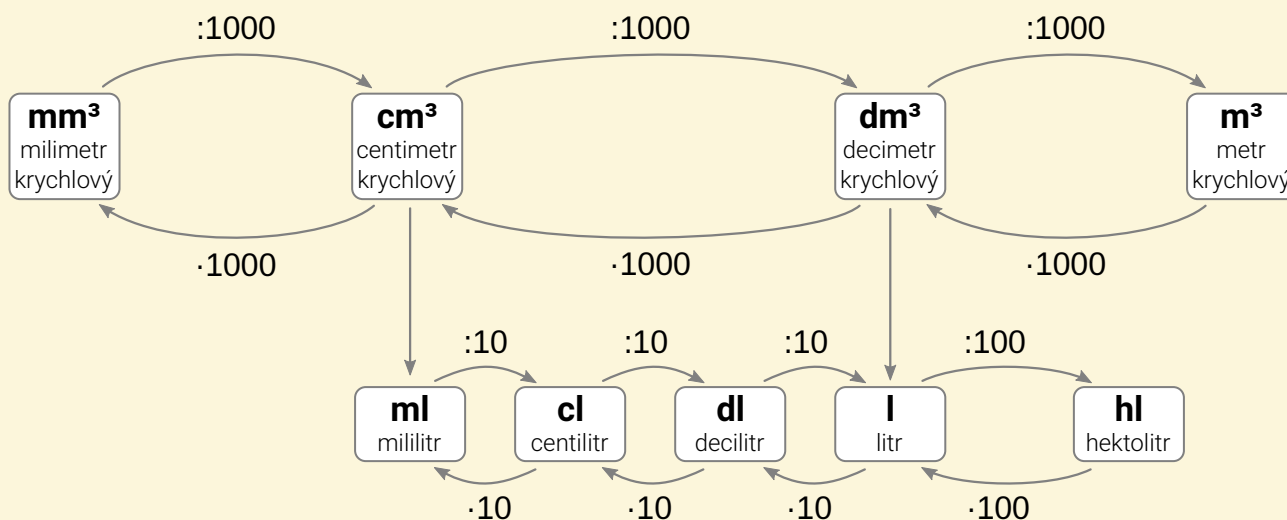 :1000
:1000
:1000
mm³
milimetr
krychlový
cm³
centimetr
krychlový
dm³
decimetr
krychlový
m³
metr
krychlový
·1000
·1000
·1000
:10
:10
:10
:100
ml
mililitr
cl
centilitr
dl
decilitr
l
litr
hl
hektolitr
·10
·10
·10
·100